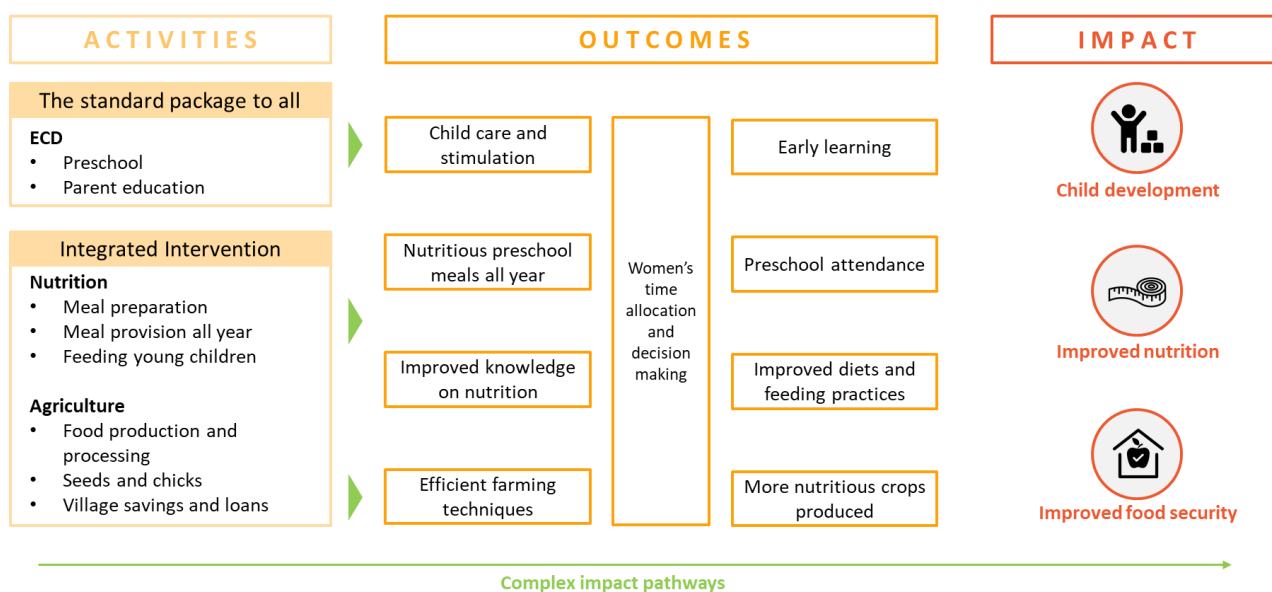 ACTIVITIES
OUTCOMES
IMPACT
The standard package to all
ECD
• Preschool
• Parent education
Integrated Intervention
Nutrition
• Meal preparation
• Meal provision all year
• Feeding young children
Agriculture
• Food production and
processing
• Seeds and chicks
• Village savings and loans
Child care and
stimulation
Nutritious preschool
meals all year
Improved knowledge
on nutrition
Efficient farming
techniques
Women’s
time
allocation
and
decision
making
Early learning
Preschool attendance
Improved diets and
feeding practices
More nutritious crops
produced
Child development
Improved nutrition
Improved food security
Complex impact pathways